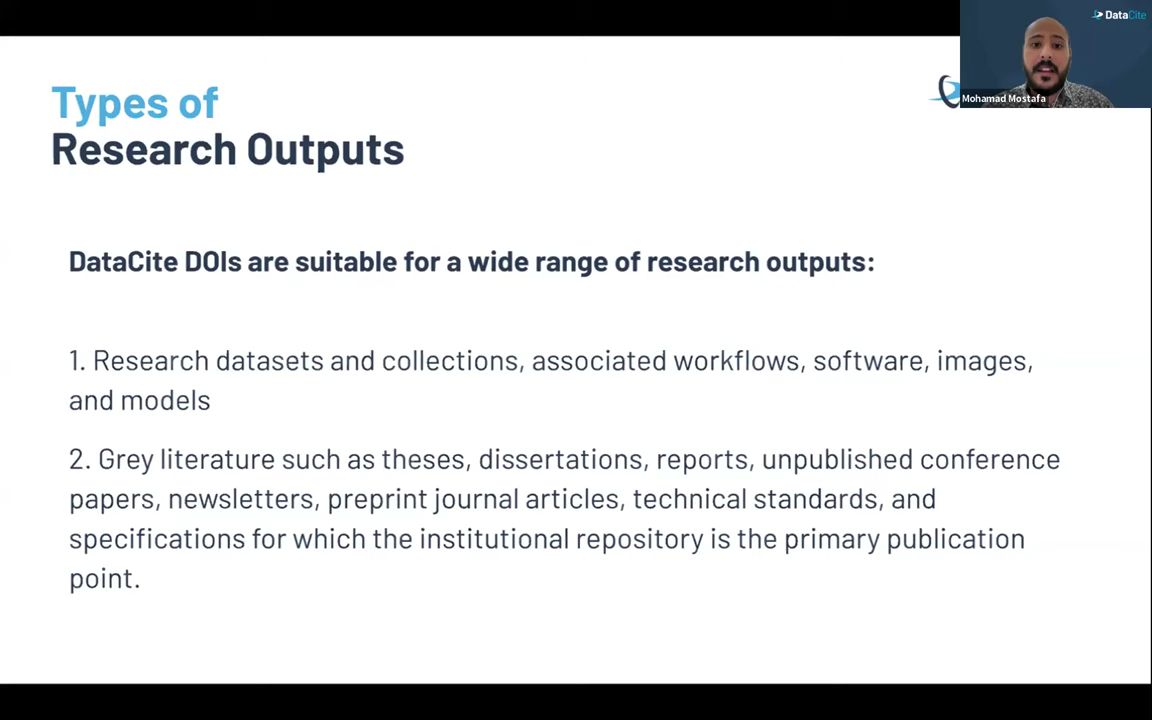 DataCite
Mohamad Mostafa
Types of
Research Outputs
DataCite DOIs are suitable for a wide range of research outputs:
1. Research datasets and collections, associated workflows, software, images,
and models
2. Grey literature such as theses, dissertations, reports, unpublished conference
papers, newsletters, preprint journal articles, technical standards, and
specifications for which the institutional repository is the primary publication
point.